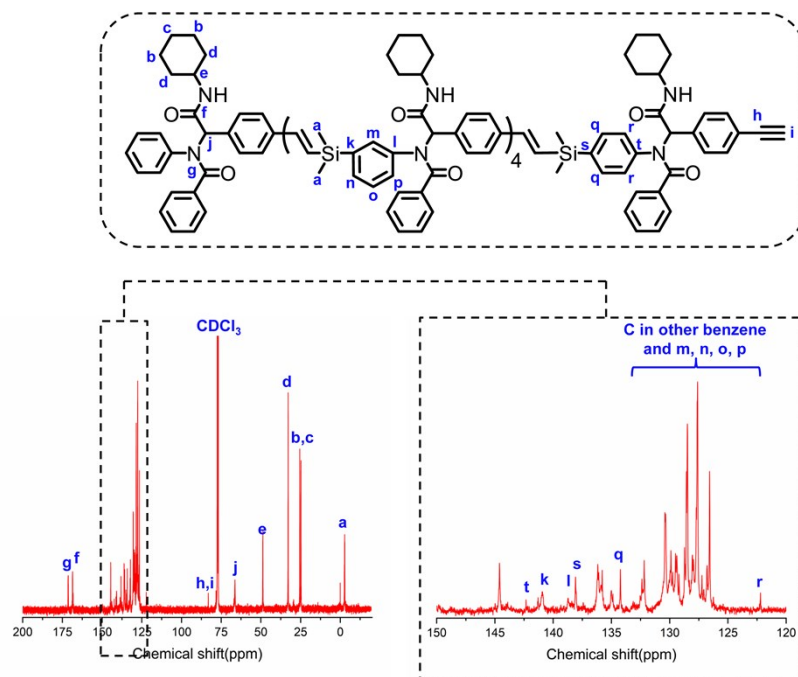 c
b
b
d
d
e
NH
O
f
j
N
g
O
a
Si
a
k
m
l
n
o
p
NH
O
N
O
4
Si
s
q
q
r
r
t
NH
O
N
O
h
i
CDCl3
d
b,c
a
e
g
f
h,i
j
200 175 150 125 100 75 50 25 0
Chemical shift(ppm)
C in other benzene
and m, n, o, p
t
k
l
s
q
r
150 145 140 135 130 125 120
Chemical shift(ppm)